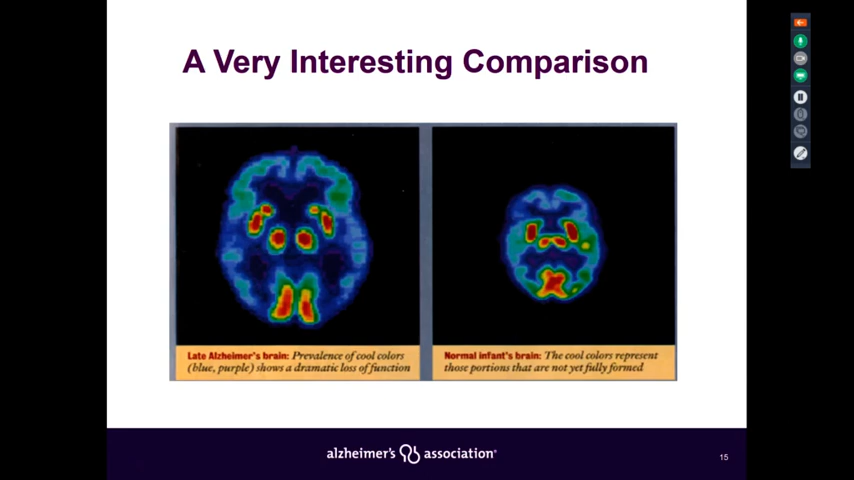 A Very Interesting Comparison
Late Alzheimer's brain: Prevalence of cool colors
(blue, purple) shows a dramatic loss of function
Normal infant's brain: The cool colors represent
those portions that are not yet fully formed
alzheimer's association®
15